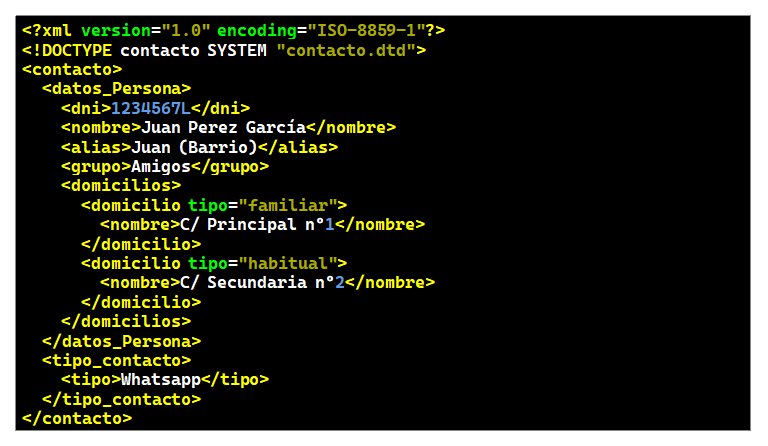 <?xml version="1.0" encoding="ISO-8859-1"?>
<!DOCTYPE contacto SYSTEM "contacto.dtd">
<contacto>
  <datos_Persona>
    <dni>1234567L</dni>
    <nombre>Juan Perez García</nombre>
    <alias>Juan (Barrio)</alias>
    <grupo>Amigos</grupo>
    <domicilios>
      <domicilio tipo="familiar">
        <nombre>C/ Principal nº1</nombre>
      </domicilio>
      <domicilio tipo="habitual">
        <nombre>C/ Secundaria nº2</nombre>
      </domicilio>
    </domicilios>
  </datos_Persona>
  <tipo_contacto>
    <tipo>Whatsapp</tipo>
  </tipo_contacto>
</contacto>